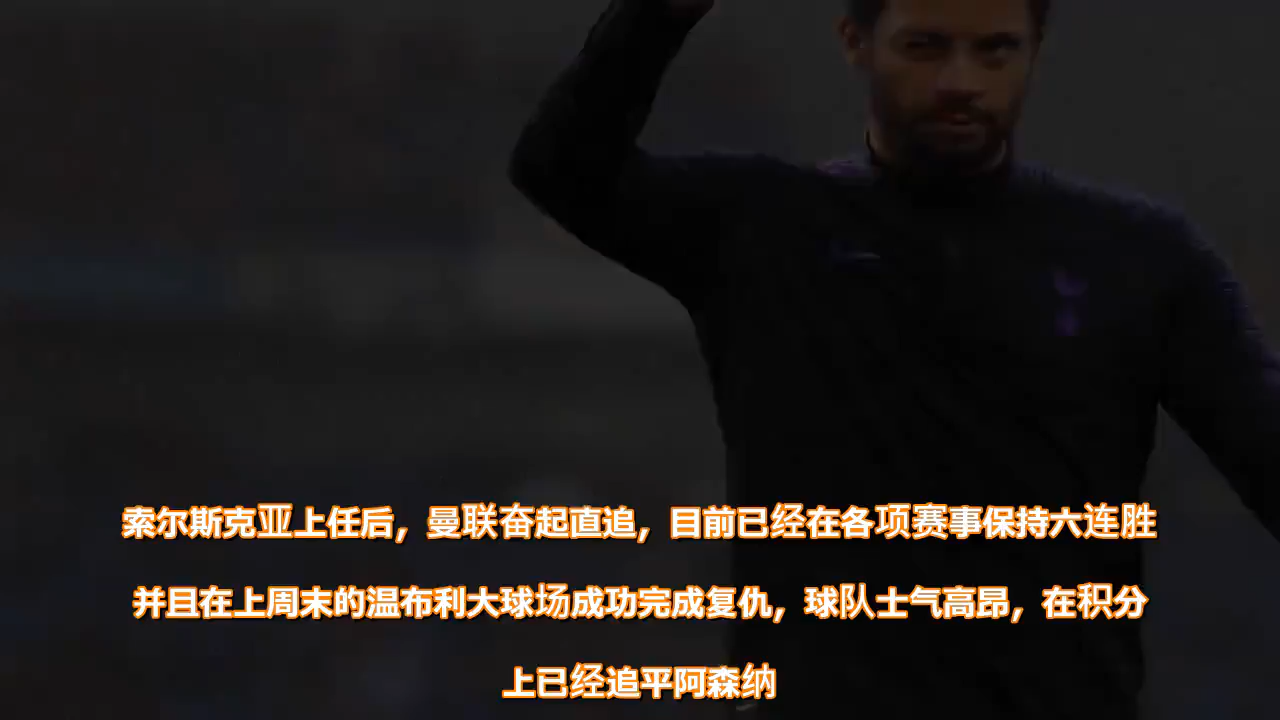 索尔斯克亚上任后，曼联奋起直追，目前已经在各项赛事保持六连胜
并且在上周末的温布利大球场成功完成复仇，球队士气高昂，在积分
上已经追平阿森纳